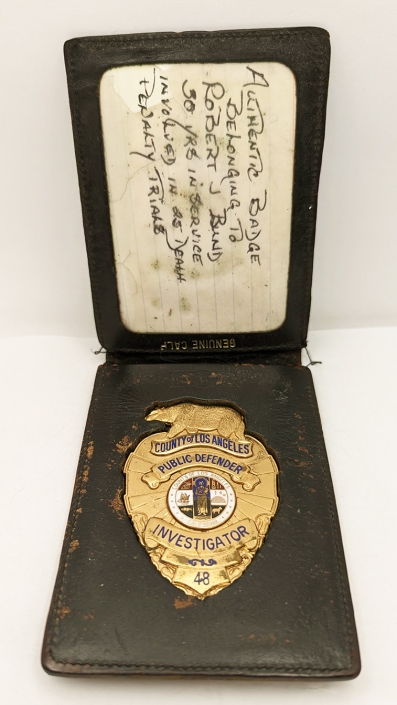 AUTHENTIC BADGE
BELONGING TO
ROBERT J BUND
30 YRS IN SERVICE
INVOLVED IN 25 DEATH
PENALTY TRIALS
GENUINE CALF
COUNTY OF LOS ANGELES
PUBLIC DEFENDER
INVESTIGATOR
48